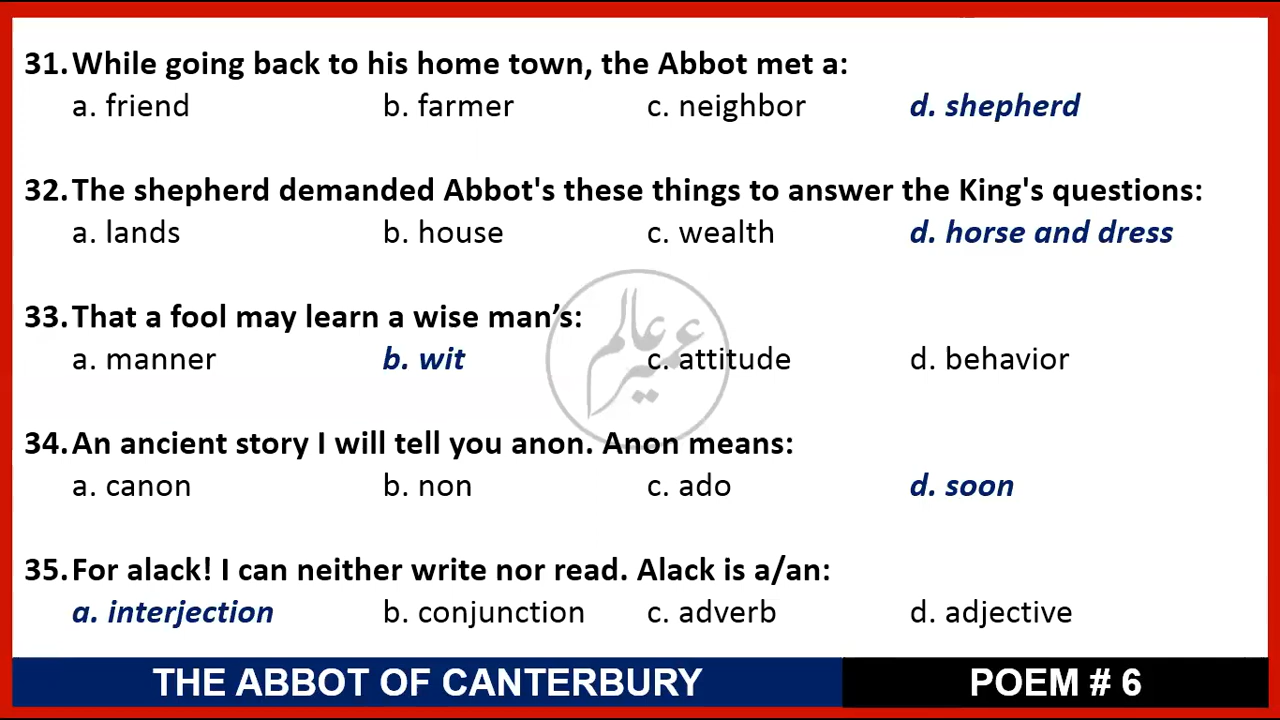 31. While going back to his home town, the Abbot met a:
a. friend b. farmer c. neighbor d. shepherd
32. The shepherd demanded Abbot's these things to answer the King's questions:
a. lands b. house c. wealth d. horse and dress
33. That a fool may learn a wise man’s:
a. manner b. wit c. attitude d. behavior
عمیر عالم
34. An ancient story I will tell you anon. Anon means:
a. canon b. non c. ado d. soon
35. For alack! I can neither write nor read. Alack is a/an:
a. interjection b. conjunction c. adverb d. adjective
THE ABBOT OF CANTERBURY POEM # 6